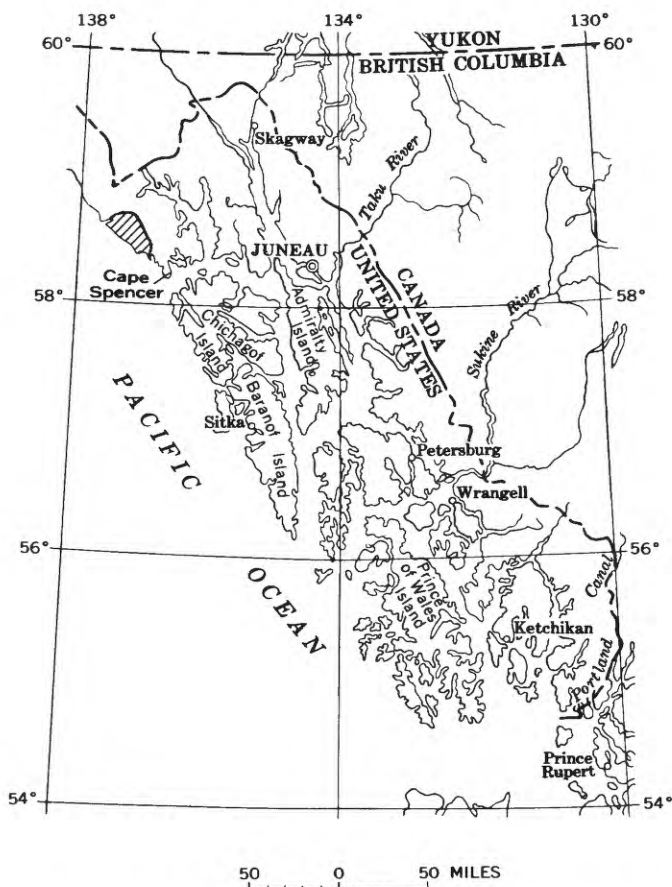 138°
134°
130°
60°
YUKON
60°
BRITISH COLUMBIA
Skagway
Taku River
JUNEAU
UNITED STATES
CANADA
Cape
Spencer
58°
58°
Chichagof
Island
Admiralty
Island
Baranof
Island
Sitka
Stikine River
PACIFIC
OCEAN
Petersburg
Wrangell
56°
56°
Prince
of Wales
Island
Ketchikan
Portland Canal
Prince
Rupert
54°
54°
50 0 50 MILES